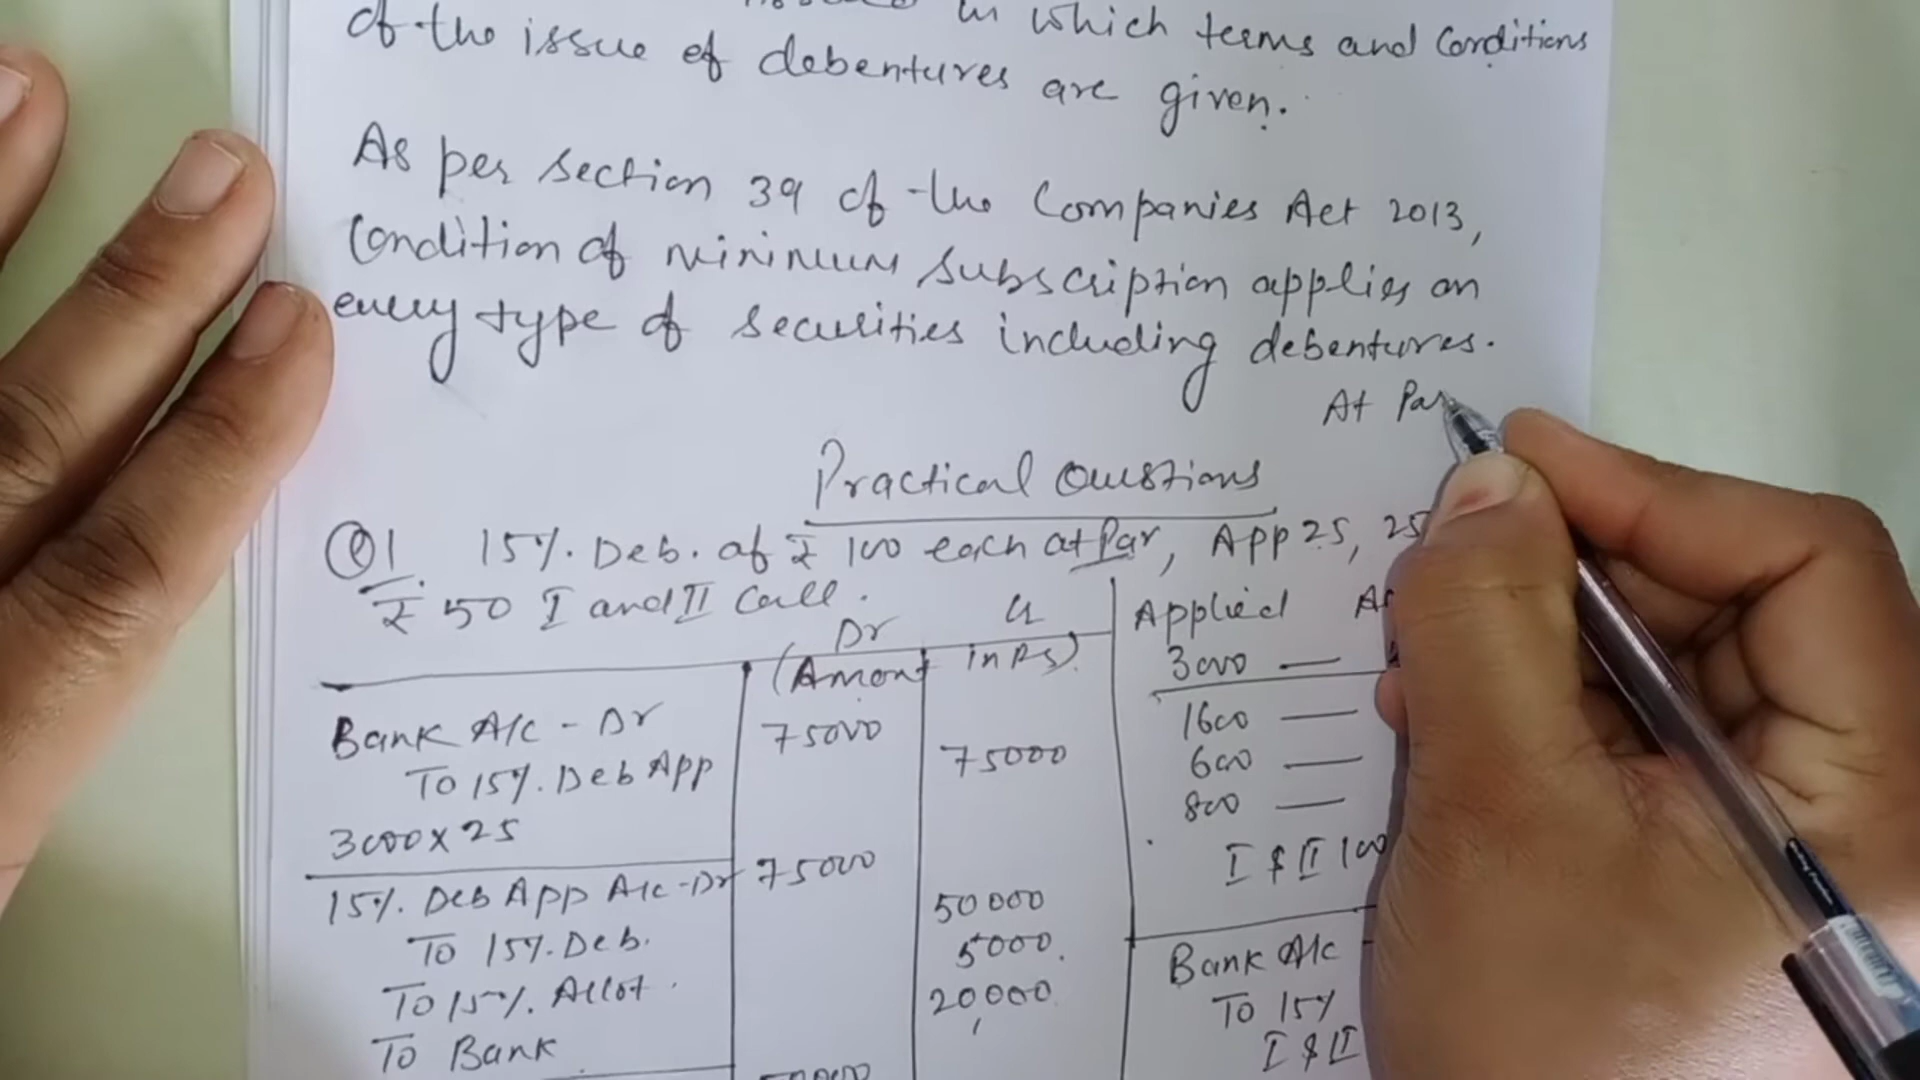 in which terms and Conditions
of the issue of debentures are given.
As per section 39 of the Companies Act 2013,
Condition of minimum subscription applies on
every type of securities including debentures.
At Par
Practical Questions
Q1. 15%. Deb. of ₹ 100 each at Par, App 25, 25
₹ 50 I and II Call.
Dr Cr
(Amont in Rs)
Bank A/c - Dr 75000
To 15%. Deb App 75000
3000 x 25
15%. Deb App A/c - Dr 75000
To 15%. Deb. 50000
To 15%. Allot. 5000
To Bank 20000
Applied
3000 —
1600 —
600 —
800 —
I & II 100
Bank A/c
To 15%
I & II